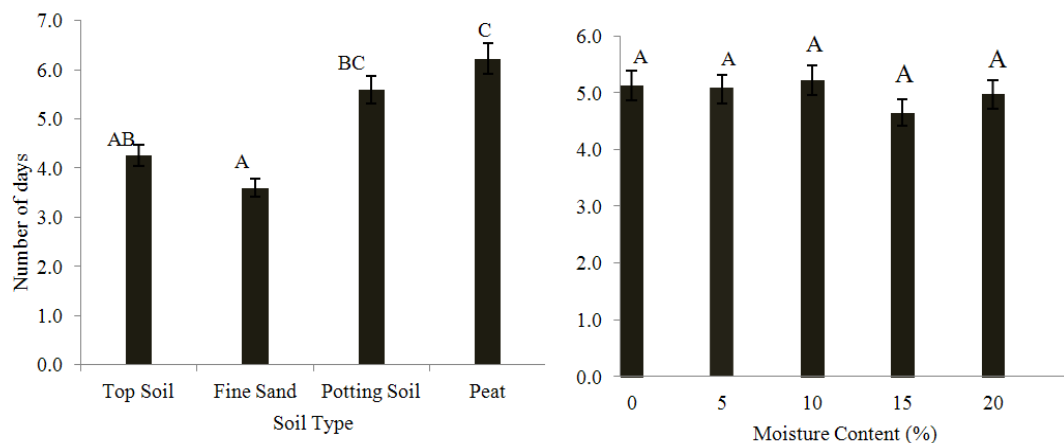 Number of days
7.0
6.0
5.0
4.0
3.0
2.0
1.0
0.0
AB
A
BC
C
Top Soil Fine Sand Potting Soil Peat
Soil Type
6.0
5.0
4.0
3.0
2.0
1.0
0.0
A A A A A
0 5 10 15 20
Moisture Content (%)